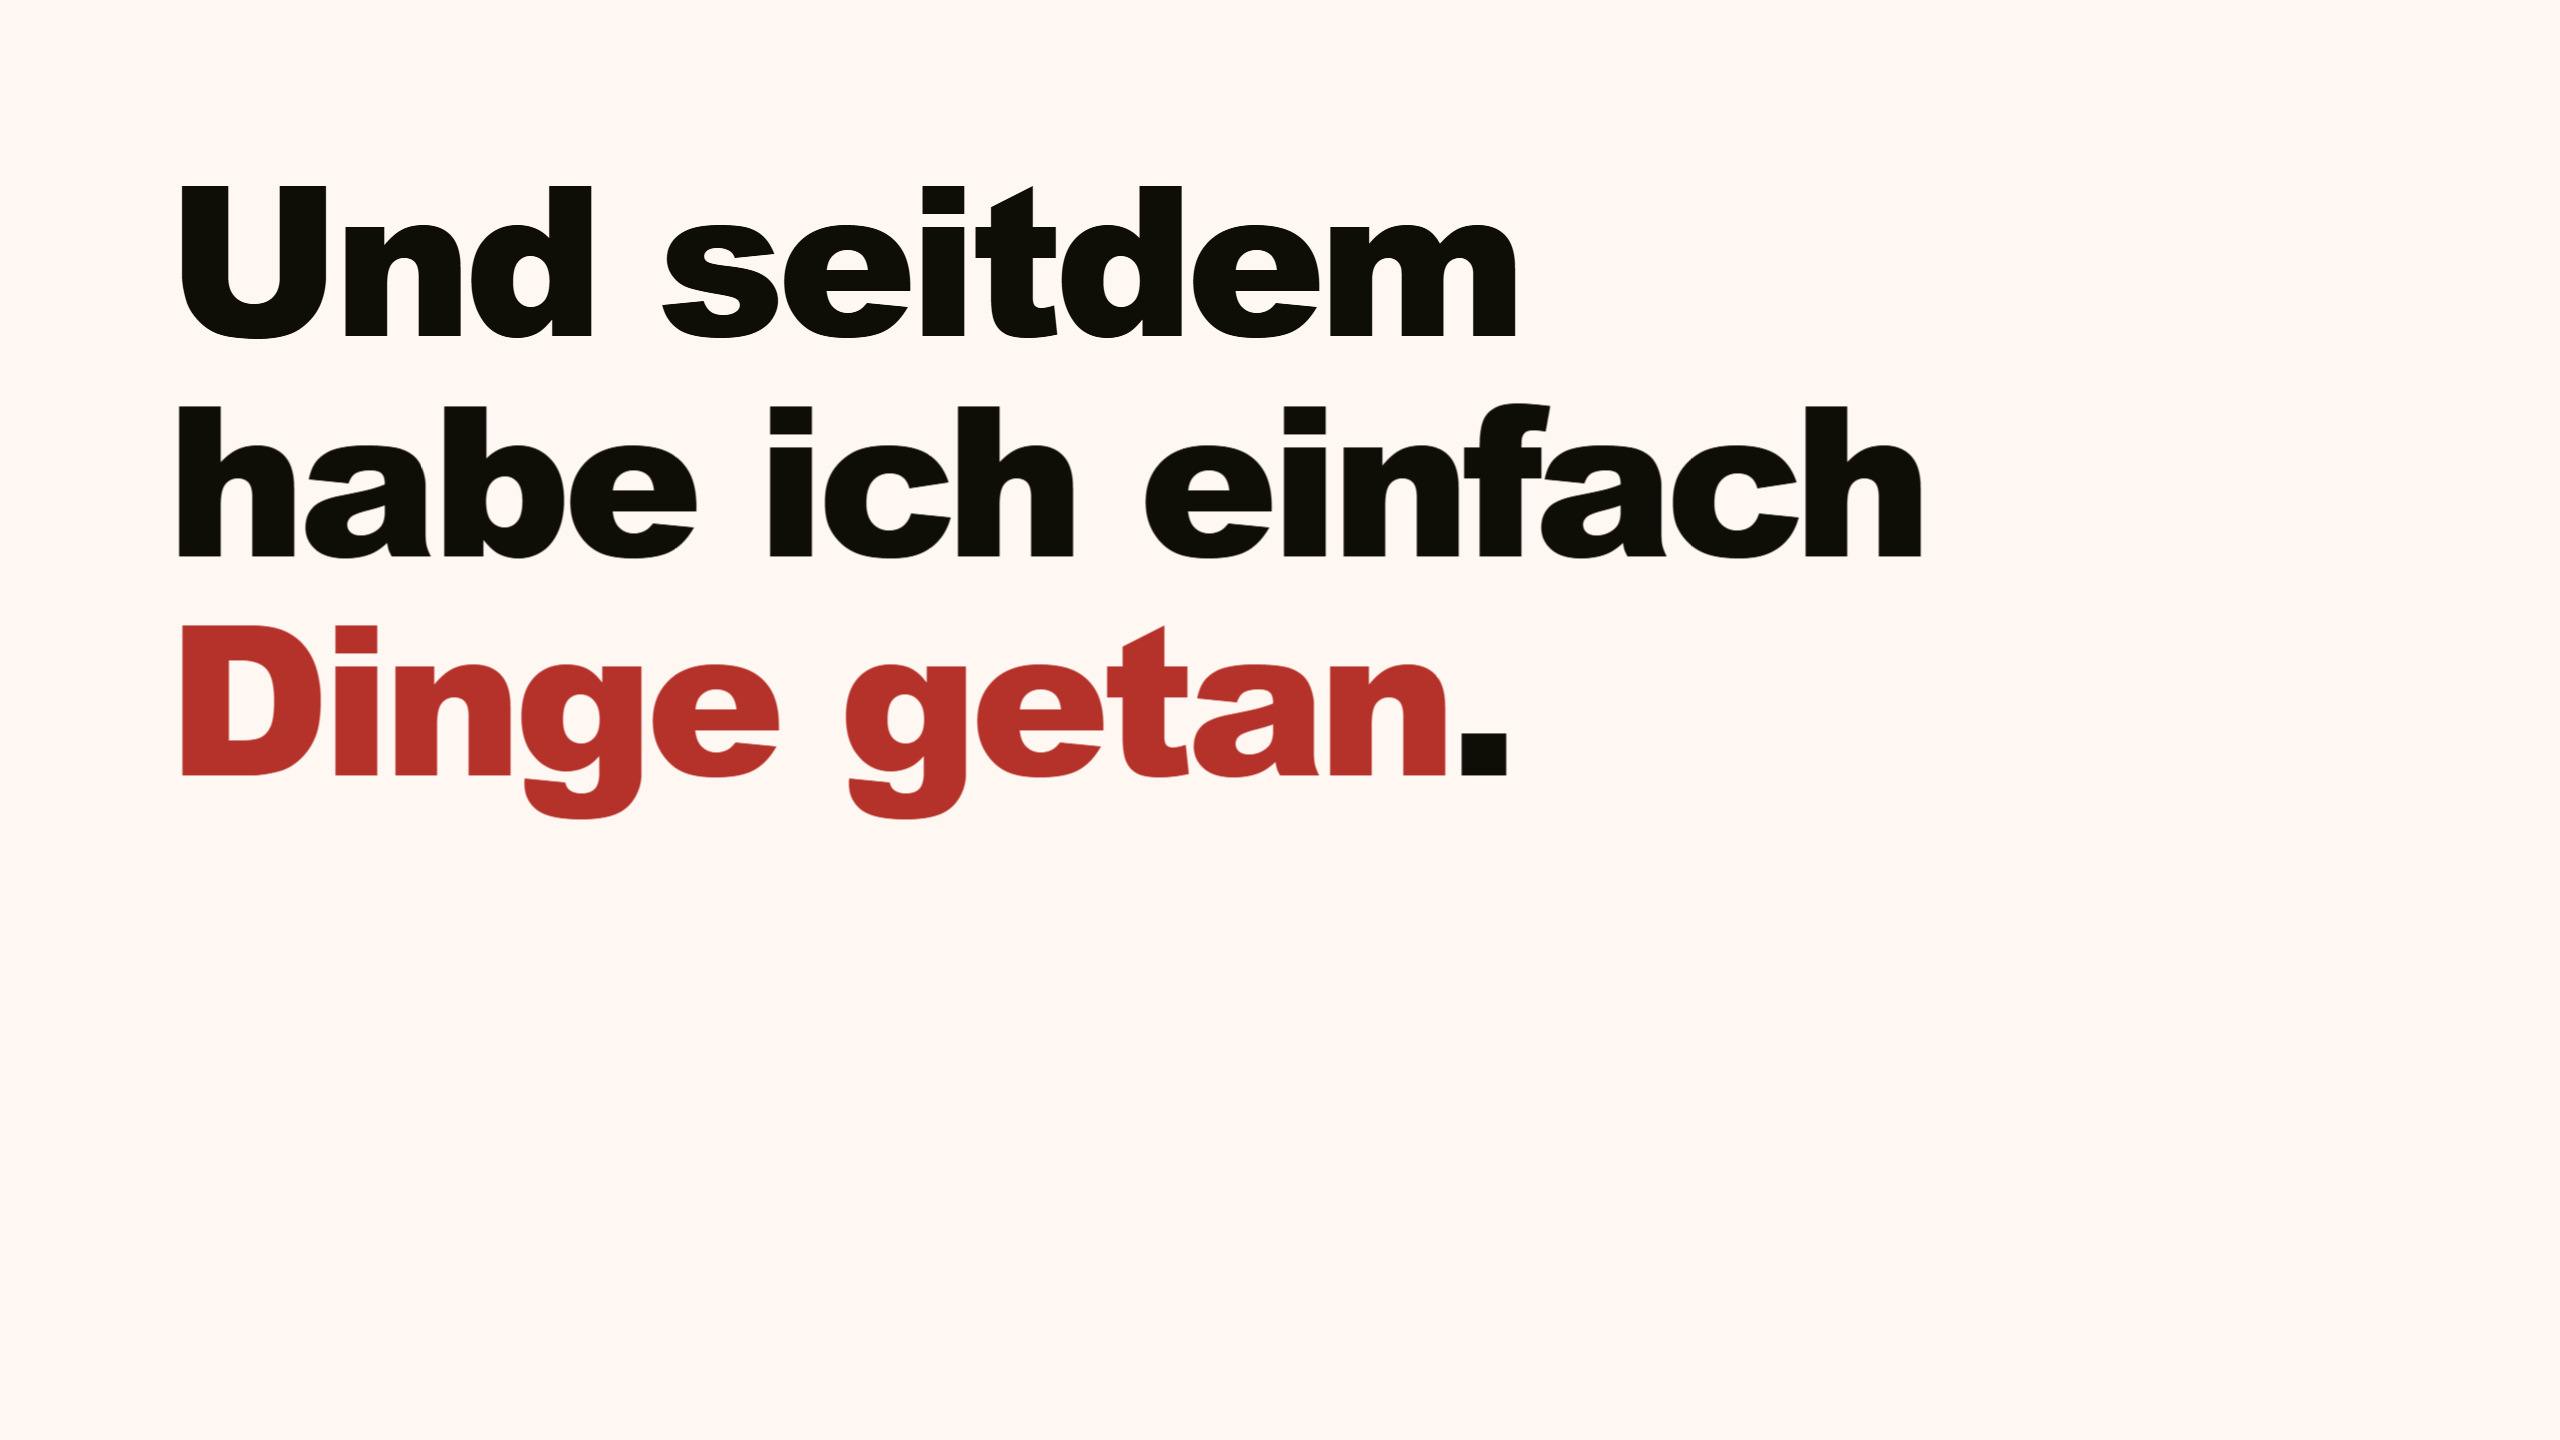 Und seitdem
habe ich einfach
Dinge getan.